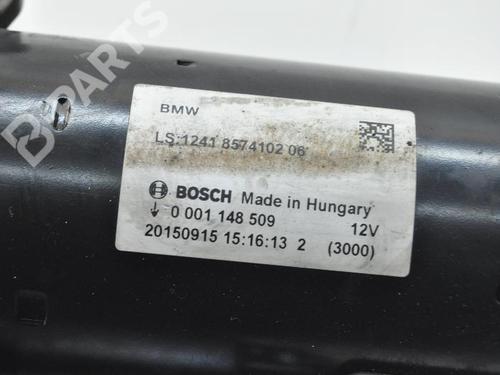 B-PARTS
BMW
LS:1241 8574102 06
BOSCH Made in Hungary
↓ 0 001 148 509 12V
20150915 15:16:13 2 (3000)